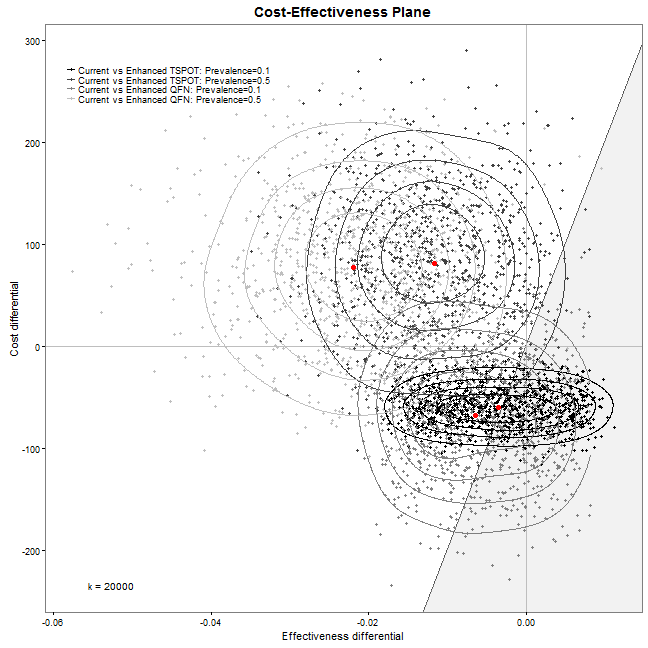 Cost-Effectiveness Plane
Current vs Enhanced TSPOT: Prevalence=0.1
Current vs Enhanced TSPOT: Prevalence=0.5
Current vs Enhanced QFN: Prevalence=0.1
Current vs Enhanced QFN: Prevalence=0.5
300
200
100
0
-100
-200
Cost differential
k = 20000
-0.06
-0.04
-0.02
0.00
Effectiveness differential